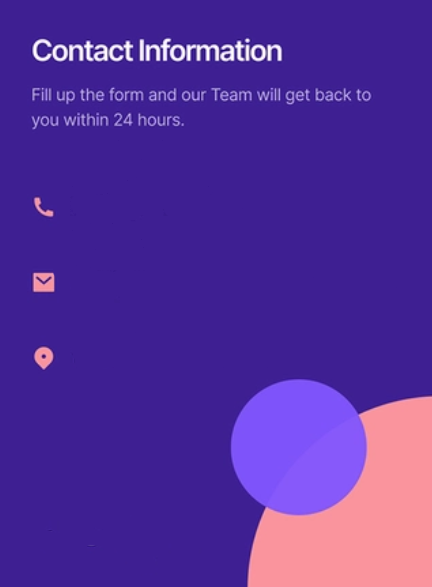 Contact Information
Fill up the form and our Team will get back to
you within 24 hours.